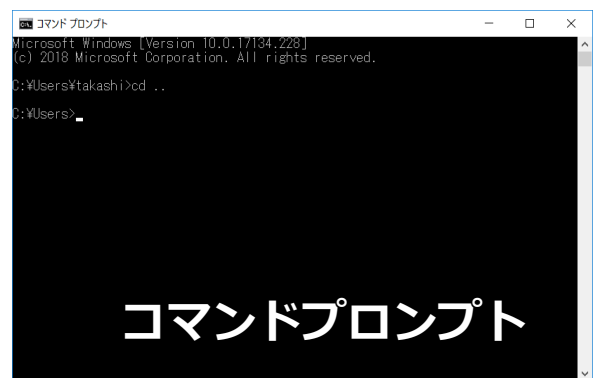 コマンド プロンプト
Microsoft Windows [Version 10.0.17134.228]
(c) 2018 Microsoft Corporation. All rights reserved.
C:¥Users¥takashi>cd ..
C:¥Users>
コマンドプロンプト